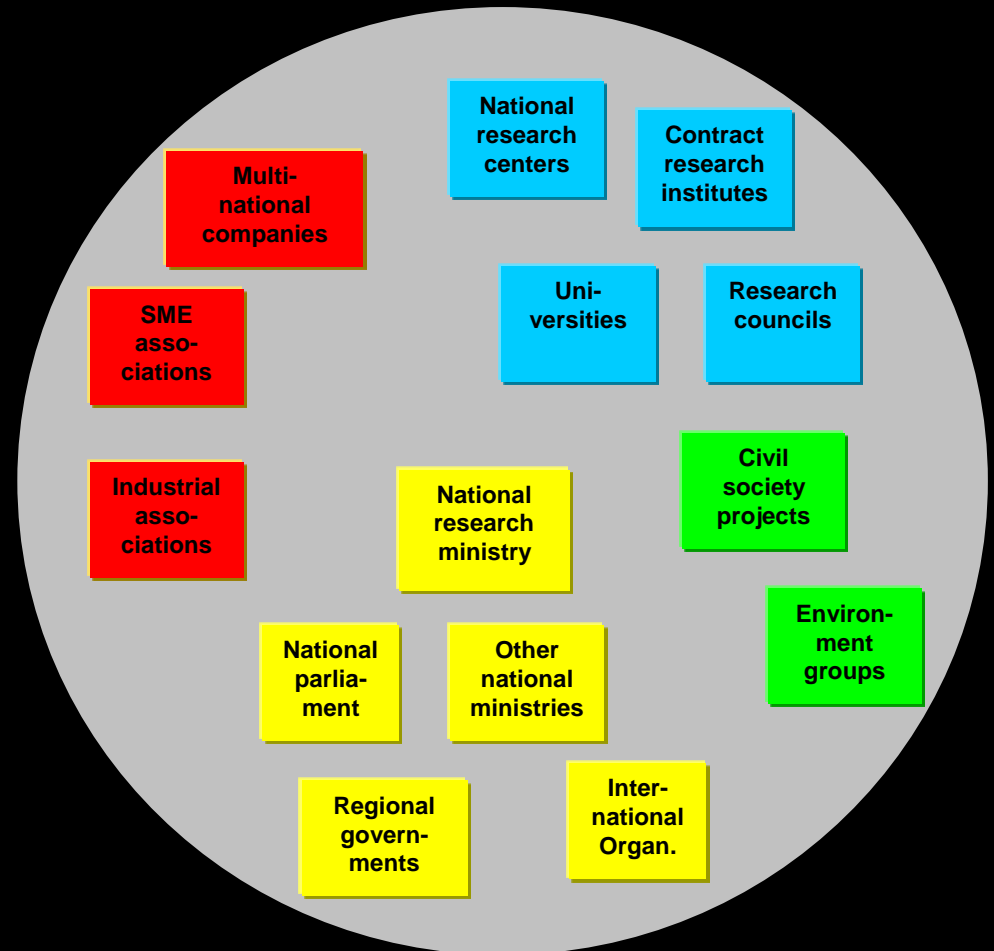 National
research
centers
Contract
research
institutes
Multi-
national
companies
Uni-
versities
Research
councils
SME
asso-
ciations
Civil
society
projects
Industrial
asso-
ciations
National
research
ministry
Environ-
ment
groups
National
parlia-
ment
Other
national
ministries
Regional
govern-
ments
Inter-
national
Organ.